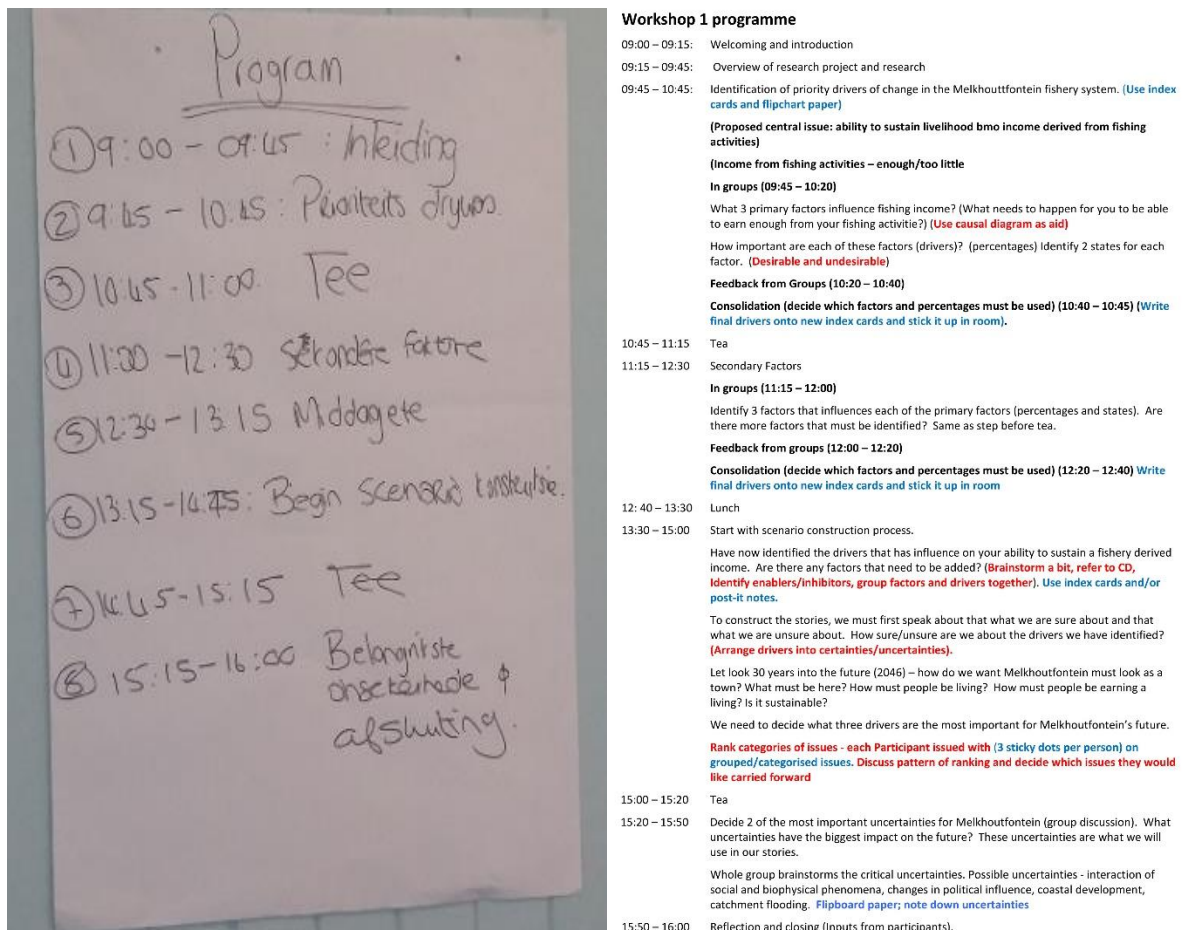 Program
① 9:00 - 09:45 : Inleiding
② 9:45 - 10:45 : Prioriteits drywers
③ 10:45 - 11:00. Tee
④ 11:00 - 12:30 Sekondêre faktore
⑤ 12:30 - 13:15 Middagete
⑥ 13:15 - 14:45 : Begin Scenario konstruksie.
⑦ 14:45 - 15:15 Tee
⑧ 15:15 - 16:00 Belangrikste
onsekerhede &
afsluiting.
Workshop 1 programme
09:00 – 09:15: Welcoming and introduction
09:15 – 09:45: Overview of research project and research
09:45 – 10:45: Identification of priority drivers of change in the Melkhouttfontein fishery system. (Use index
cards and flipchart paper)
(Proposed central issue: ability to sustain livelihood bmo income derived from fishing
activities)
(Income from fishing activities – enough/too little
In groups (09:45 – 10:20)
What 3 primary factors influence fishing income? (What needs to happen for you to be able
to earn enough from your fishing activitie?) (Use causal diagram as aid)
How important are each of these factors (drivers)? (percentages) Identify 2 states for each
factor. (Desirable and undesirable)
Feedback from Groups (10:20 – 10:40)
Consolidation (decide which factors and percentages must be used) (10:40 – 10:45) (Write
final drivers onto new index cards and stick it up in room).
10:45 – 11:15 Tea
11:15 – 12:30 Secondary Factors
In groups (11:15 – 12:00)
Identify 3 factors that influences each of the primary factors (percentages and states). Are
there more factors that must be identified? Same as step before tea.
Feedback from groups (12:00 – 12:20)
Consolidation (decide which factors and percentages must be used) (12:20 – 12:40) Write
final drivers onto new index cards and stick it up in room
12: 40 – 13:30 Lunch
13:30 – 15:00 Start with scenario construction process.
Have now identified the drivers that has influence on your ability to sustain a fishery derived
income. Are there any factors that need to be added? (Brainstorm a bit, refer to CD,
Identify enablers/inhibitors, group factors and drivers together). Use index cards and/or
post-it notes.
To construct the stories, we must first speak about that what we are sure about and that
what we are unsure about. How sure/unsure are we about the drivers we have identified?
(Arrange drivers into certainties/uncertainties).
Let look 30 years into the future (2046) – how do we want Melkhoutfontein must look as a
town? What must be here? How must people be living? How must people be earning a
living? Is it sustainable?
We need to decide what three drivers are the most important for Melkhoutfontein's future.
Rank categories of issues - each Participant issued with (3 sticky dots per person) on
grouped/categorised issues. Discuss pattern of ranking and decide which issues they would
like carried forward
15:00 – 15:20 Tea
15:20 – 15:50 Decide 2 of the most important uncertainties for Melkhoutfontein (group discussion). What
uncertainties have the biggest impact on the future? These uncertainties are what we will
use in our stories.
Whole group brainstorms the critical uncertainties. Possible uncertainties - interaction of
social and biophysical phenomena, changes in political influence, coastal development,
catchment flooding. Flipboard paper; note down uncertainties
15:50 – 16:00 Reflection and closing (Inputs from participants).